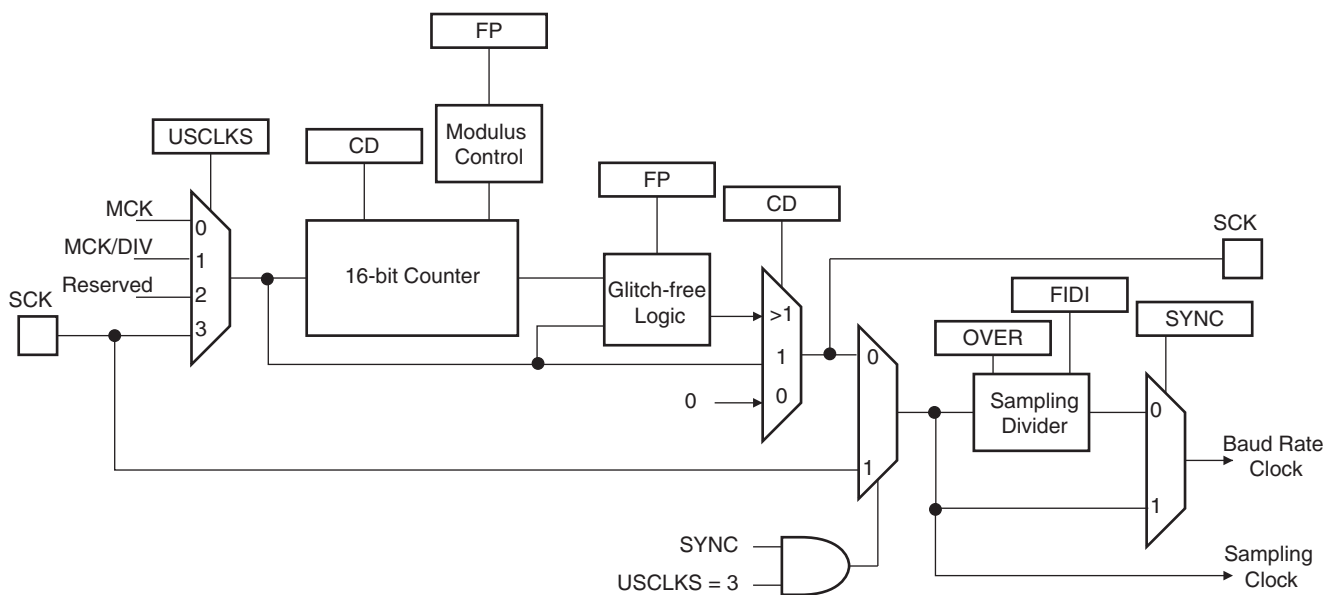 FP
USCLKS
CD
Modulus
Control
FP
CD
MCK
0
MCK/DIV
1
Reserved
2
SCK
3
16-bit Counter
Glitch-free
Logic
>1
1
0
0
SCK
FIDI
OVER
SYNC
0
1
Sampling
Divider
0
1
Baud Rate
Clock
SYNC
USCLKS = 3
Sampling
Clock